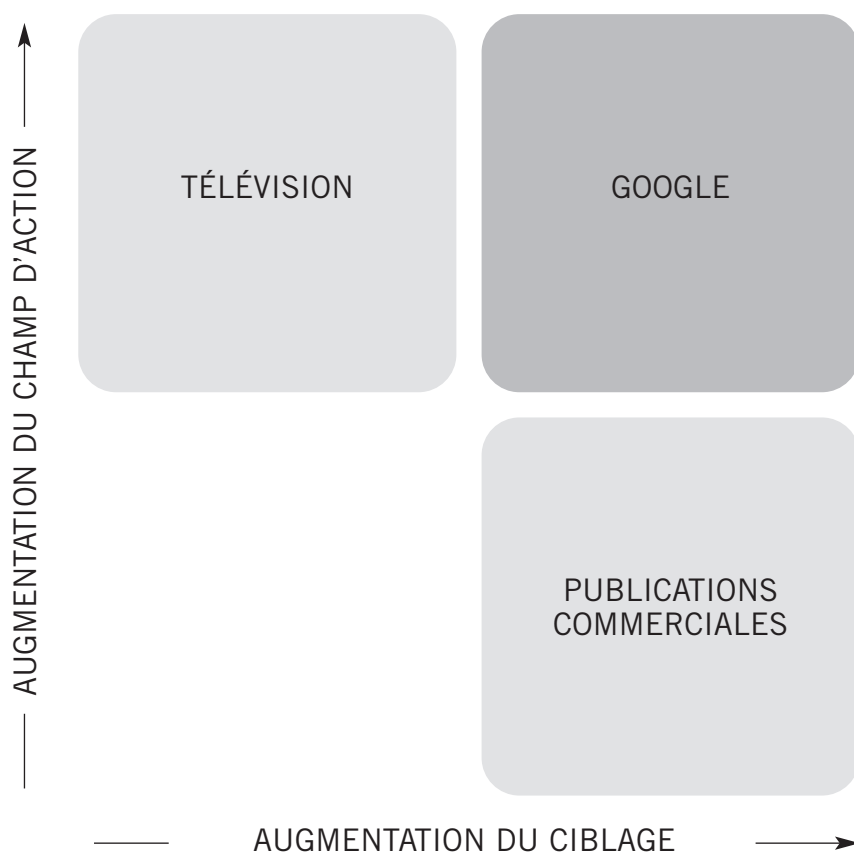 AUGMENTATION DU CHAMP D'ACTION
TÉLÉVISION
GOOGLE
PUBLICATIONS
COMMERCIALES
AUGMENTATION DU CIBLAGE